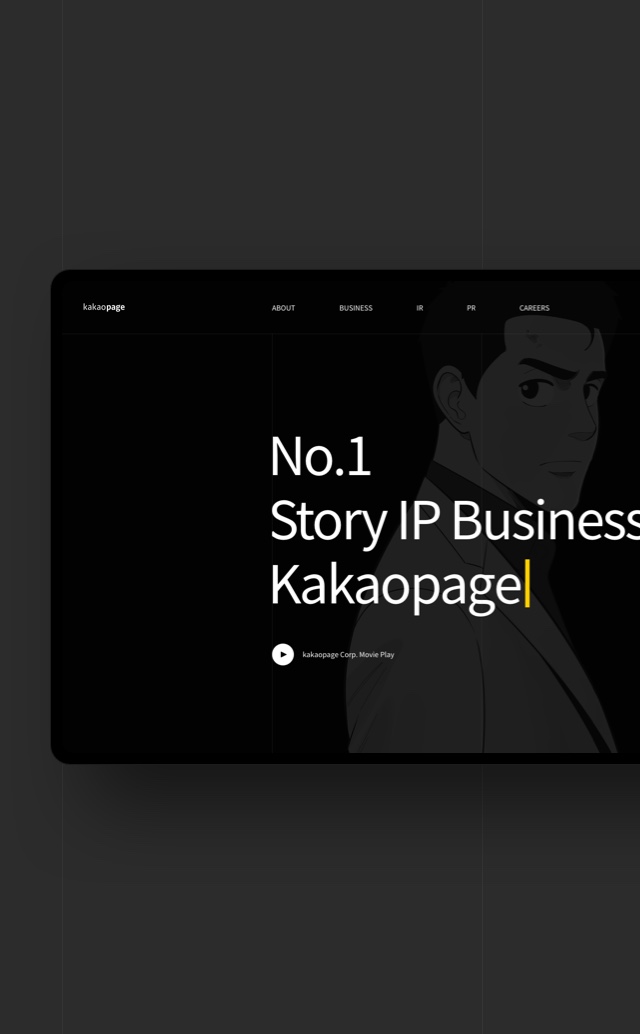 kakaopage
ABOUT BUSINESS IR PR CAREERS
No.1
Story IP Business
Kakaopage
kakaopage Corp. Movie Play